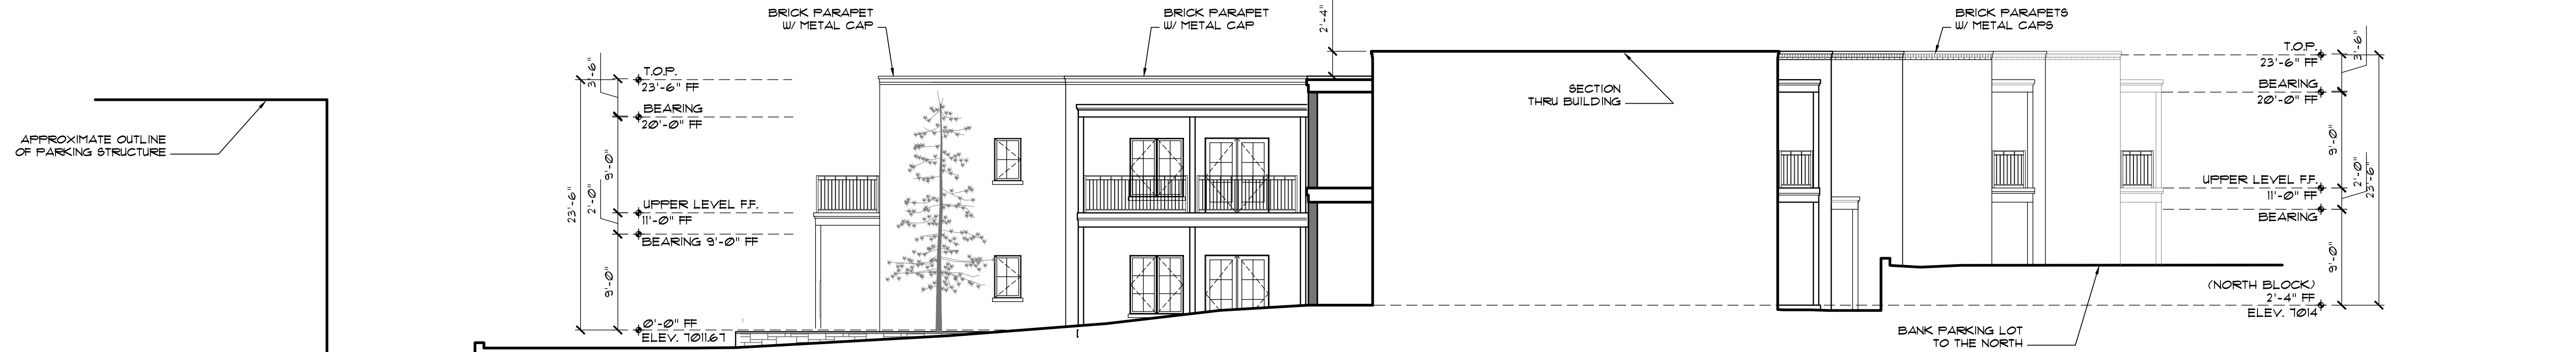 APPROXIMATE OUTLINE
OF PARKING STRUCTURE
23'-6"
3'-6"
9'-0"
2'-0"
9'-0"
T.O.P.
23'-6" FF
BEARING
20'-0" FF
UPPER LEVEL F.F.
11'-0" FF
BEARING 9'-0" FF
0'-0" FF
ELEV. 7011.67
BRICK PARAPET
W/ METAL CAP
BRICK PARAPET
W/ METAL CAP
2'-4"
SECTION
THRU BUILDING
BRICK PARAPETS
W/ METAL CAPS
T.O.P.
23'-6" FF
BEARING
20'-0" FF
UPPER LEVEL F.F.
11'-0" FF
BEARING
(NORTH BLOCK)
2'-4" FF
ELEV. 7014
BANK PARKING LOT
TO THE NORTH
3'-6"
9'-0"
2'-0"
9'-0"
23'-6"